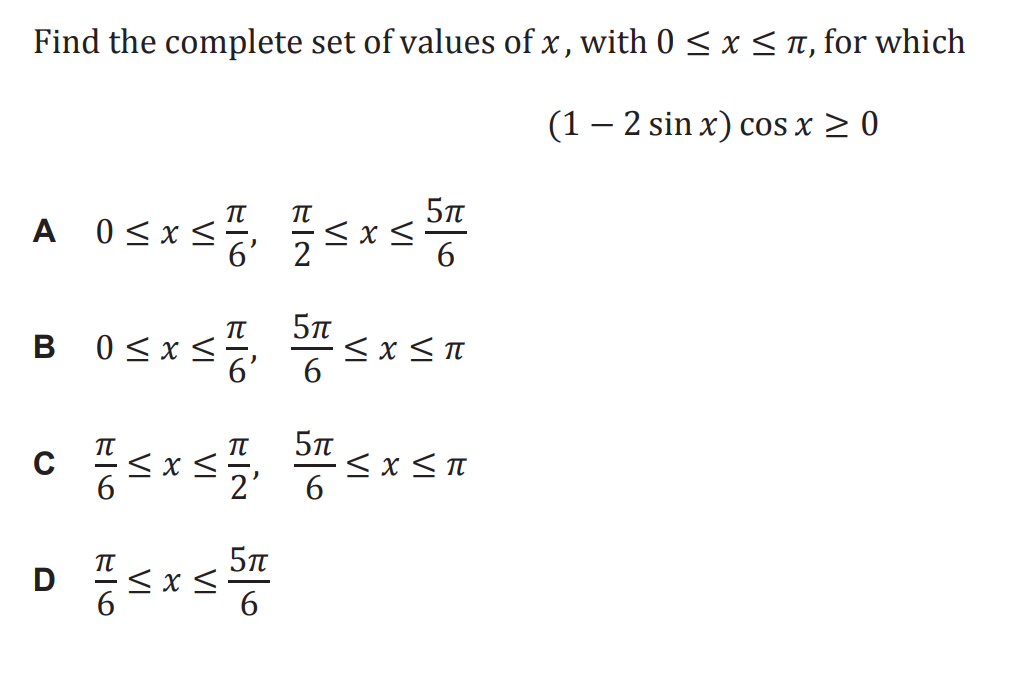 Find the complete set of values of x, with 0 ≤ x ≤ π, for which
(1 − 2 sin x) cos x ≥ 0
A 0 ≤ x ≤ π/6, π/2 ≤ x ≤ 5π/6
B 0 ≤ x ≤ π/6, 5π/6 ≤ x ≤ π
C π/6 ≤ x ≤ π/2, 5π/6 ≤ x ≤ π
D π/6 ≤ x ≤ 5π/6